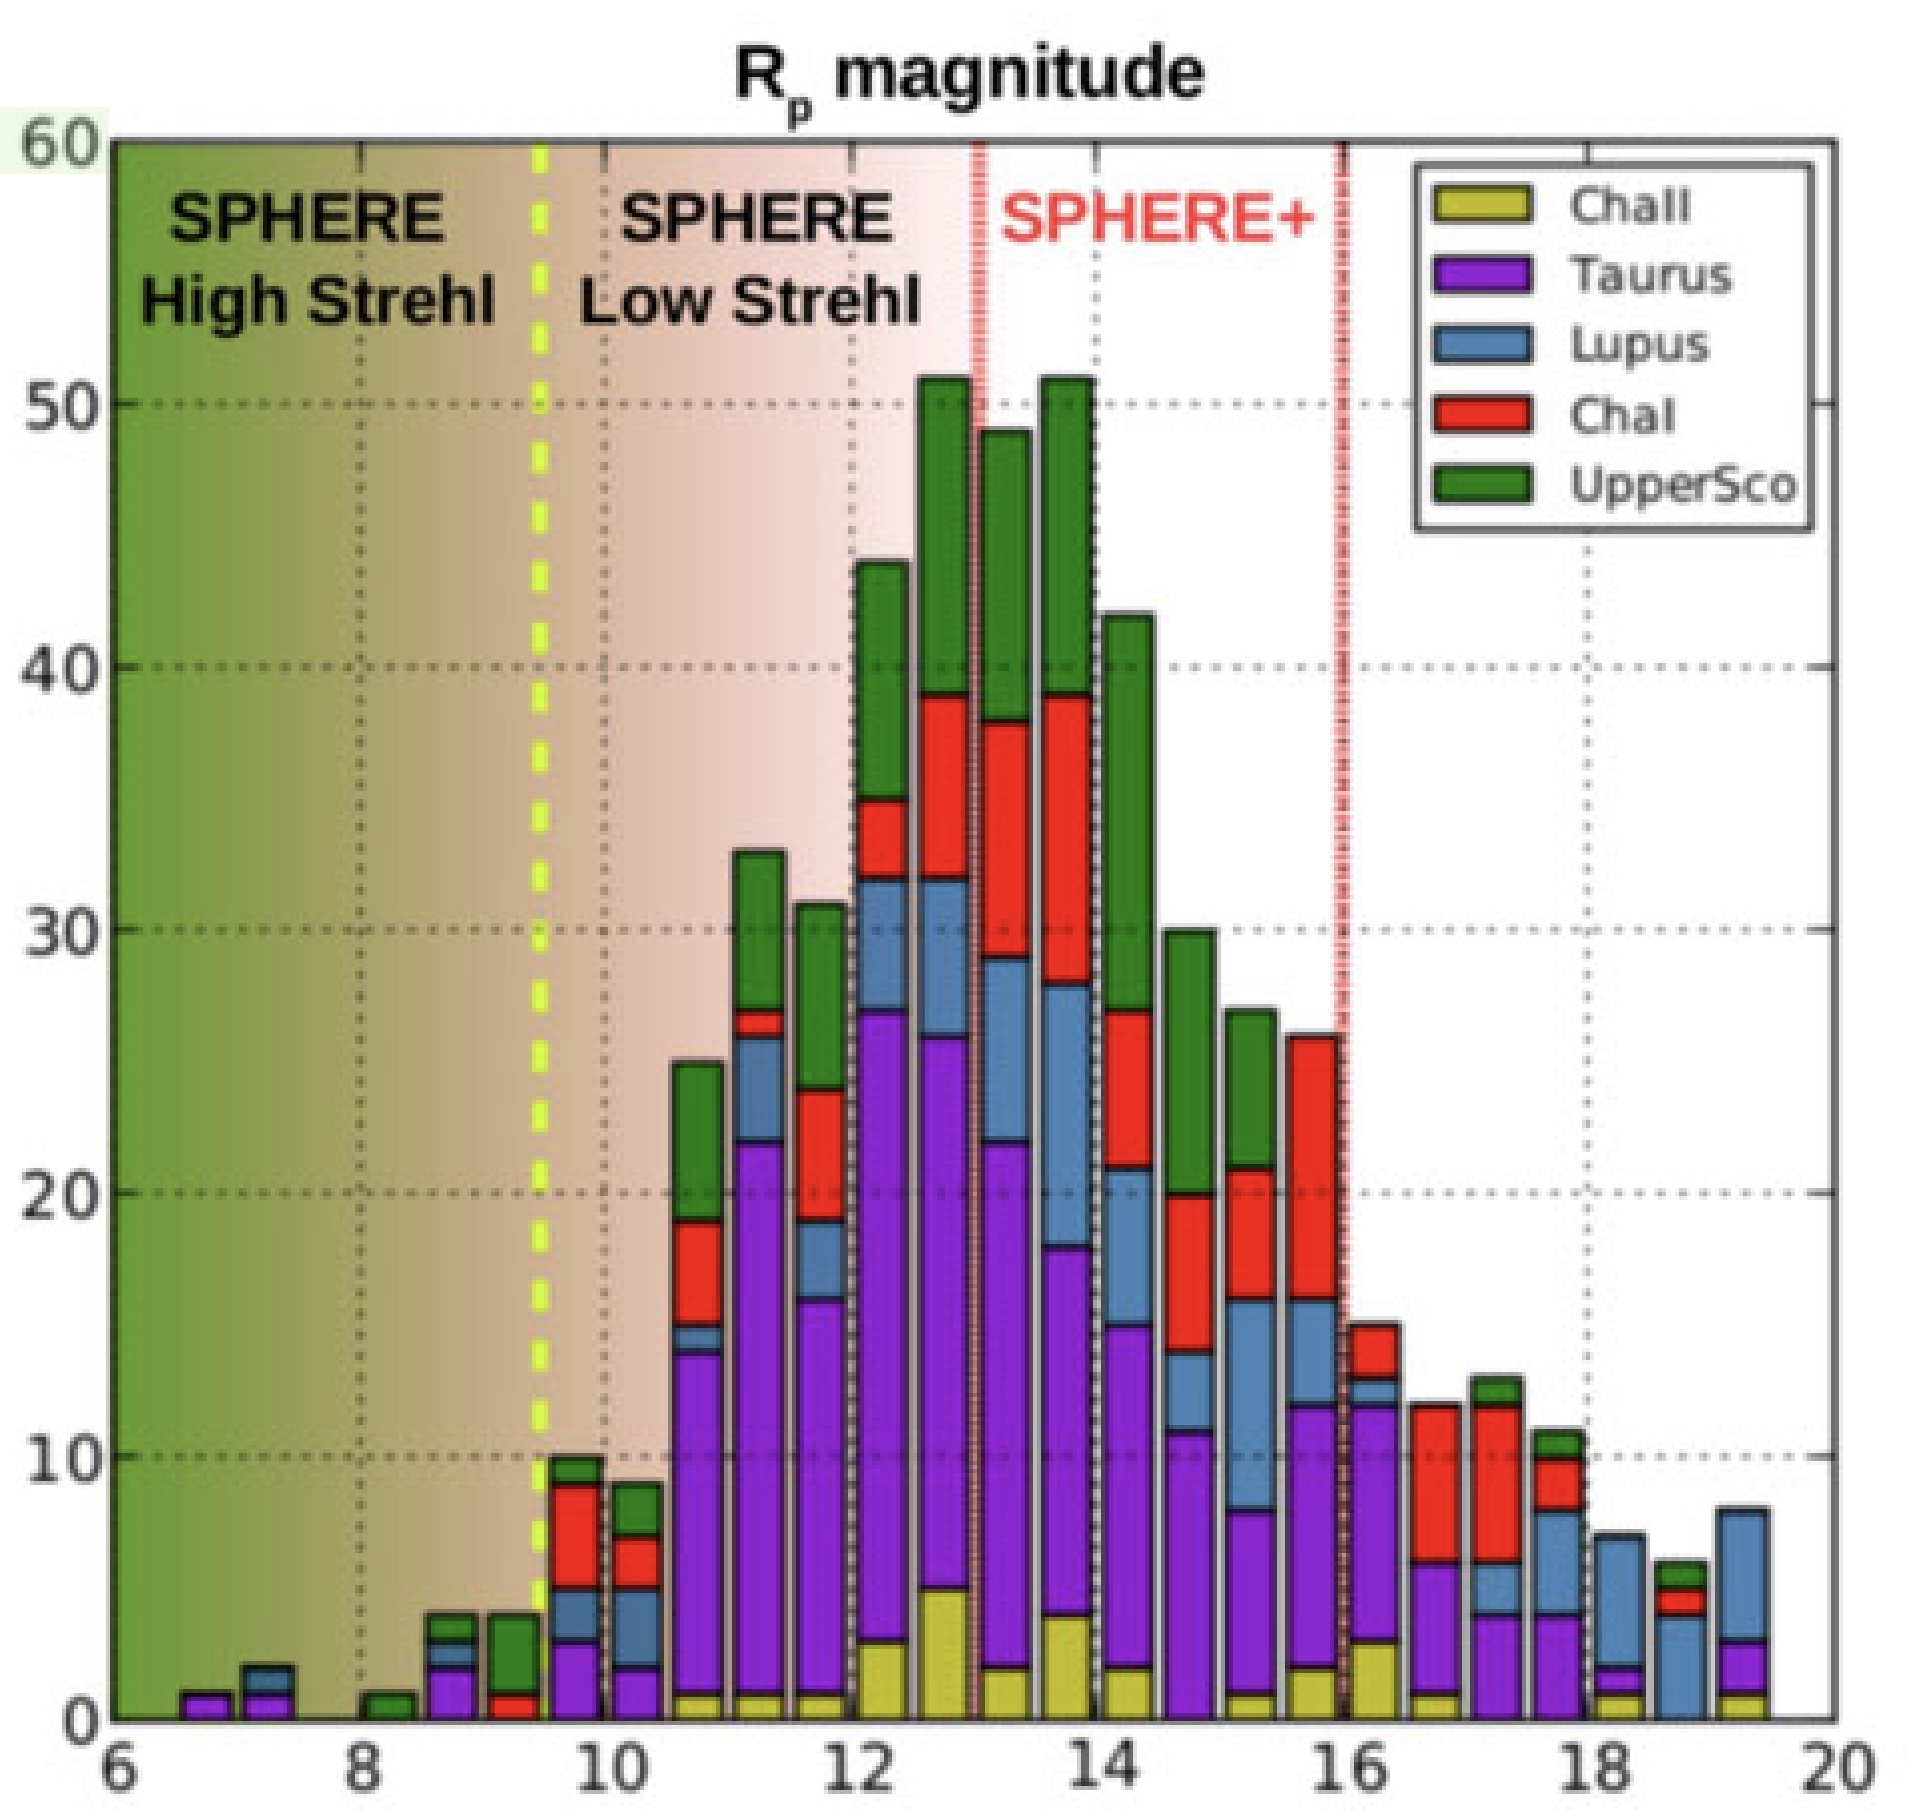 Rp magnitude
60
50
40
30
20
10
0
SPHERE
High Strehl
SPHERE
Low Strehl
SPHERE+
ChaII
Taurus
Lupus
ChaI
UpperSco
6 8 10 12 14 16 18 20